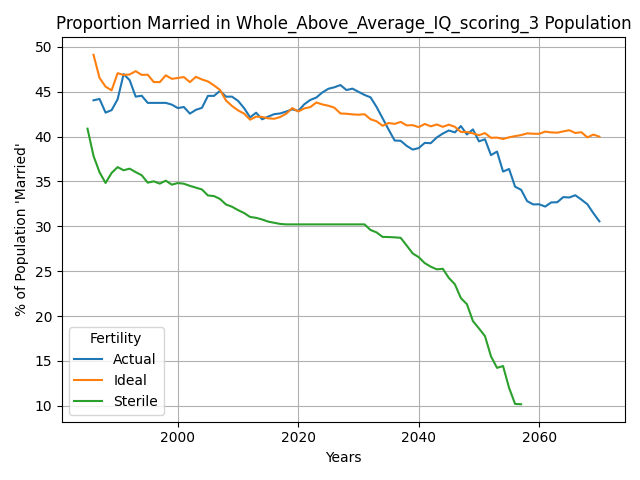 Proportion Married in Whole_Above_Average_IQ_scoring_3 Population
% of Population 'Married'
50
45
40
35
30
25
20
15
10
Fertility
Actual
Ideal
Sterile
2000
2020
2040
2060
Years